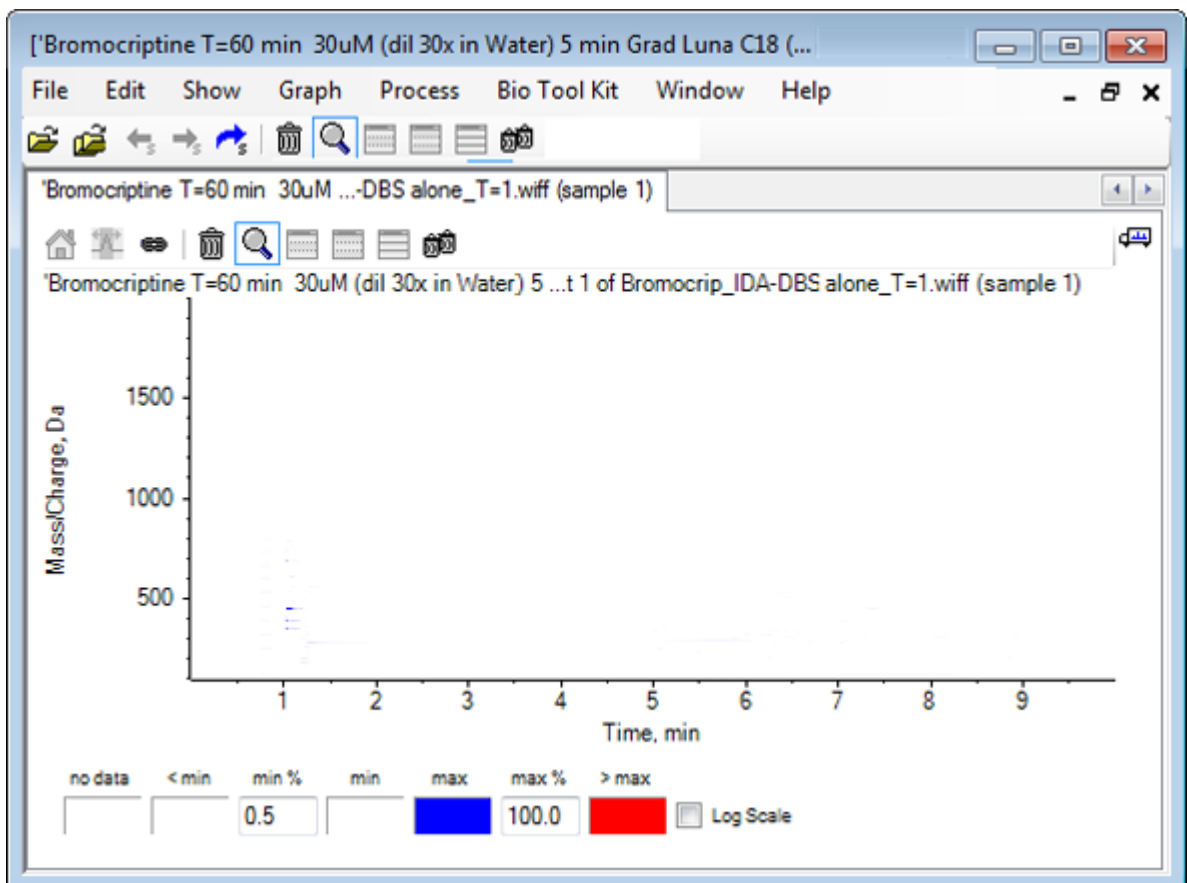 ['Bromocriptine T=60 min  30uM (dil 30x in Water) 5 min Grad Luna C18 (...
File Edit Show Graph Process Bio Tool Kit Window Help
'Bromocriptine T=60 min  30uM ...-DBS alone_T=1.wiff (sample 1)
'Bromocriptine T=60 min  30uM (dil 30x in Water) 5 ...t 1 of Bromocrip_IDA-DBS alone_T=1.wiff (sample 1)
Mass/Charge, Da
1500
1000
500
1 2 3 4 5 6 7 8 9
Time, min
no data < min min % min max max % > max
0.5 100.0 Log Scale